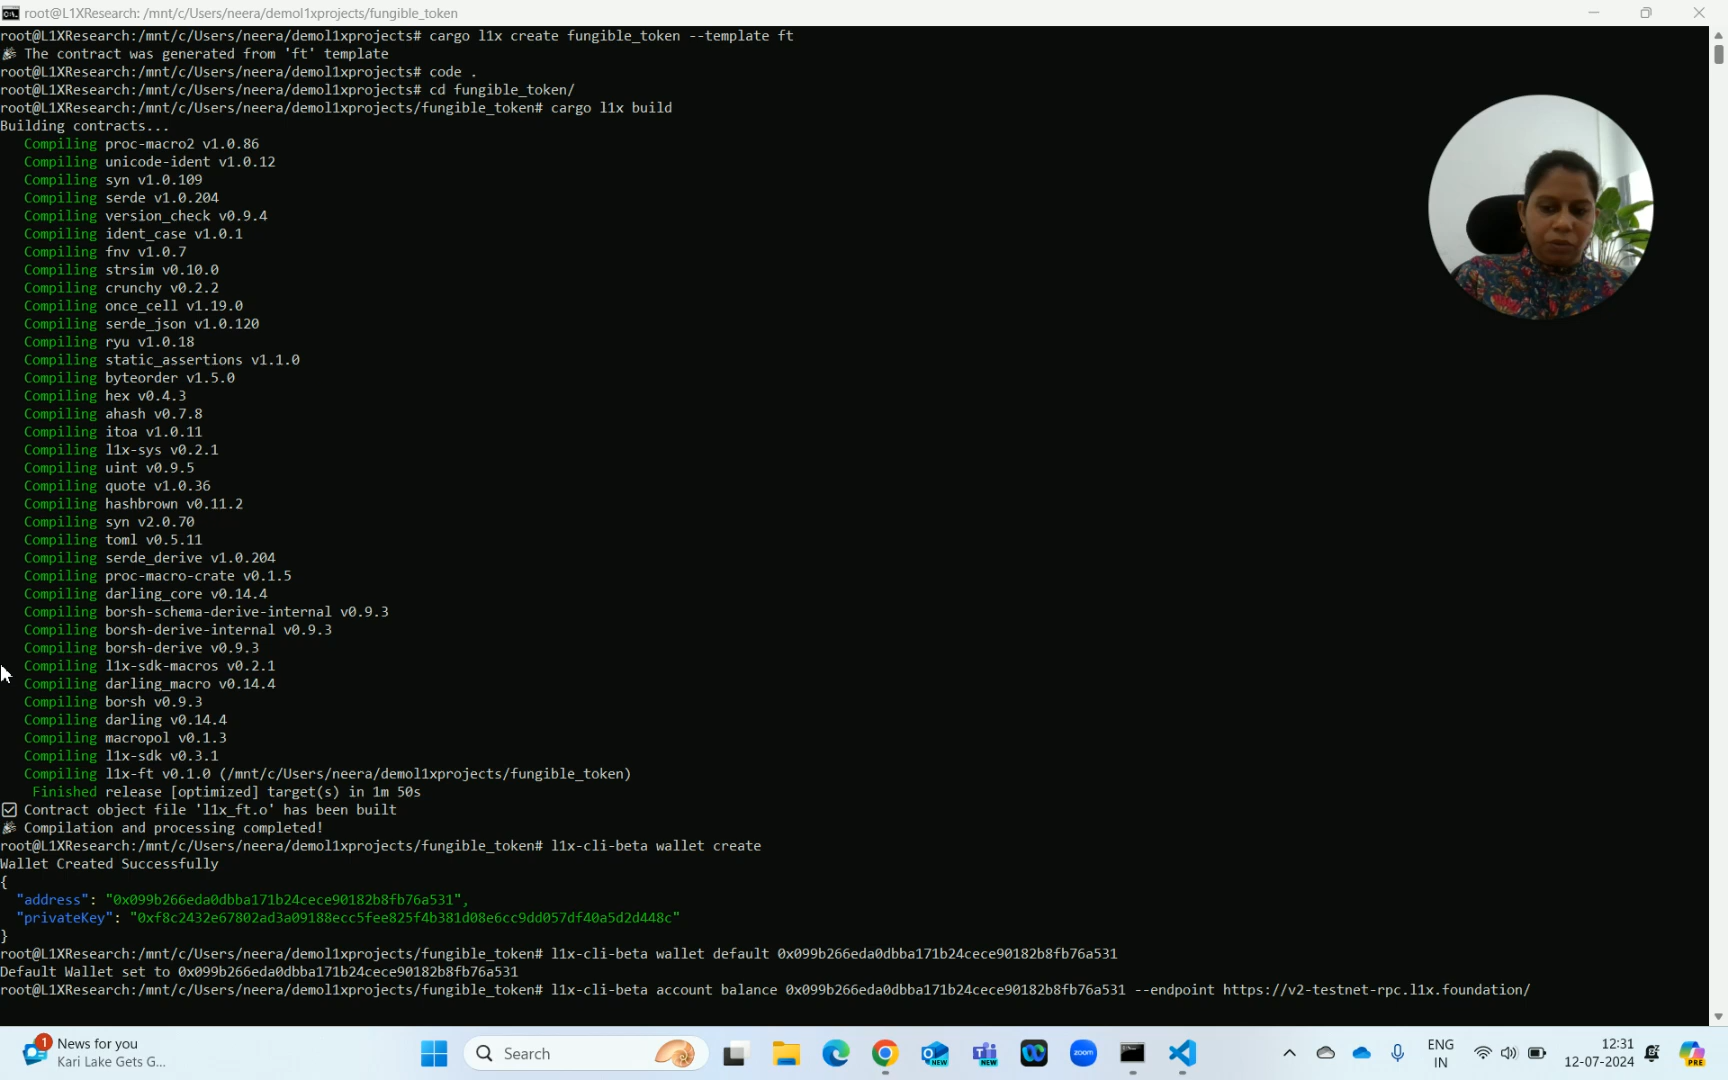 root@L1XResearch: /mnt/c/Users/neera/demol1xprojects/fungible_token
root@L1XResearch:/mnt/c/Users/neera/demol1xprojects# cargo l1x create fungible_token --template ft
The contract was generated from 'ft' template
root@L1XResearch:/mnt/c/Users/neera/demol1xprojects# code .
root@L1XResearch:/mnt/c/Users/neera/demol1xprojects# cd fungible_token/
root@L1XResearch:/mnt/c/Users/neera/demol1xprojects/fungible_token# cargo l1x build
Building contracts...
Compiling proc-macro2 v1.0.86
Compiling unicode-ident v1.0.12
Compiling syn v1.0.109
Compiling serde v1.0.204
Compiling version_check v0.9.4
Compiling ident_case v1.0.1
Compiling fnv v1.0.7
Compiling strsim v0.10.0
Compiling crunchy v0.2.2
Compiling once_cell v1.19.0
Compiling serde_json v1.0.120
Compiling ryu v1.0.18
Compiling static_assertions v1.1.0
Compiling byteorder v1.5.0
Compiling hex v0.4.3
Compiling ahash v0.7.8
Compiling itoa v1.0.11
Compiling l1x-sys v0.2.1
Compiling uint v0.9.5
Compiling quote v1.0.36
Compiling hashbrown v0.11.2
Compiling syn v2.0.70
Compiling toml v0.5.11
Compiling serde_derive v1.0.204
Compiling proc-macro-crate v0.1.5
Compiling darling_core v0.14.4
Compiling borsh-schema-derive-internal v0.9.3
Compiling borsh-derive-internal v0.9.3
Compiling borsh-derive v0.9.3
Compiling l1x-sdk-macros v0.2.1
Compiling darling_macro v0.14.4
Compiling borsh v0.9.3
Compiling darling v0.14.4
Compiling macropol v0.1.3
Compiling l1x-sdk v0.3.1
Compiling l1x-ft v0.1.0 (/mnt/c/Users/neera/demol1xprojects/fungible_token)
Finished release [optimized] target(s) in 1m 50s
☑ Contract object file 'l1x_ft.o' has been built
Compilation and processing completed!
root@L1XResearch:/mnt/c/Users/neera/demol1xprojects/fungible_token# l1x-cli-beta wallet create
Wallet Created Successfully
{
"address": "0x099b266eda0dbba171b24cece90182b8fb76a531",
"privateKey": "0xf8c2432e67802ad3a09188ecc5fee825f4b381d08e6cc9dd057df40a5d2d448c"
}
root@L1XResearch:/mnt/c/Users/neera/demol1xprojects/fungible_token# l1x-cli-beta wallet default 0x099b266eda0dbba171b24cece90182b8fb76a531
Default Wallet set to 0x099b266eda0dbba171b24cece90182b8fb76a531
root@L1XResearch:/mnt/c/Users/neera/demol1xprojects/fungible_token# l1x-cli-beta account balance 0x099b266eda0dbba171b24cece90182b8fb76a531 --endpoint https://v2-testnet-rpc.l1x.foundation/
1
News for you
Kari Lake Gets G...
Search
NEW
NEW
zoom
ENG
IN
12:31
12-07-2024
PRE